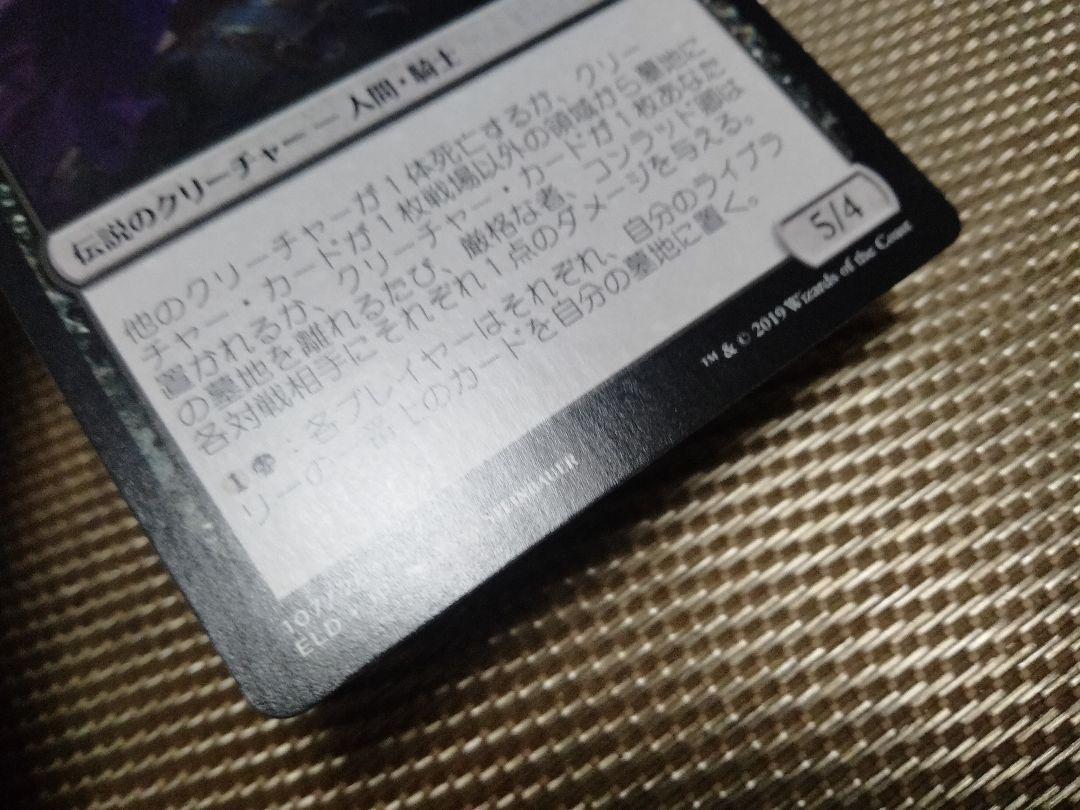 伝説のクリーチャー — 人間・騎士
他のクリーチャーが1体死亡するか、クリー
チャー・カードが1枚戦場以外の領域から墓地に
置かれるか、クリーチャー・カードが1枚あなた
の墓地を離れるたび、厳格な者、コンラッド卿は
各対戦相手にそれぞれ1点のダメージを与える。
1：各プレイヤーはそれぞれ、自分のライブラ
リーの一番上のカードを自分の墓地に置く。
5/4
™ & © 2019 Wizards of the Coast
107/
ELD